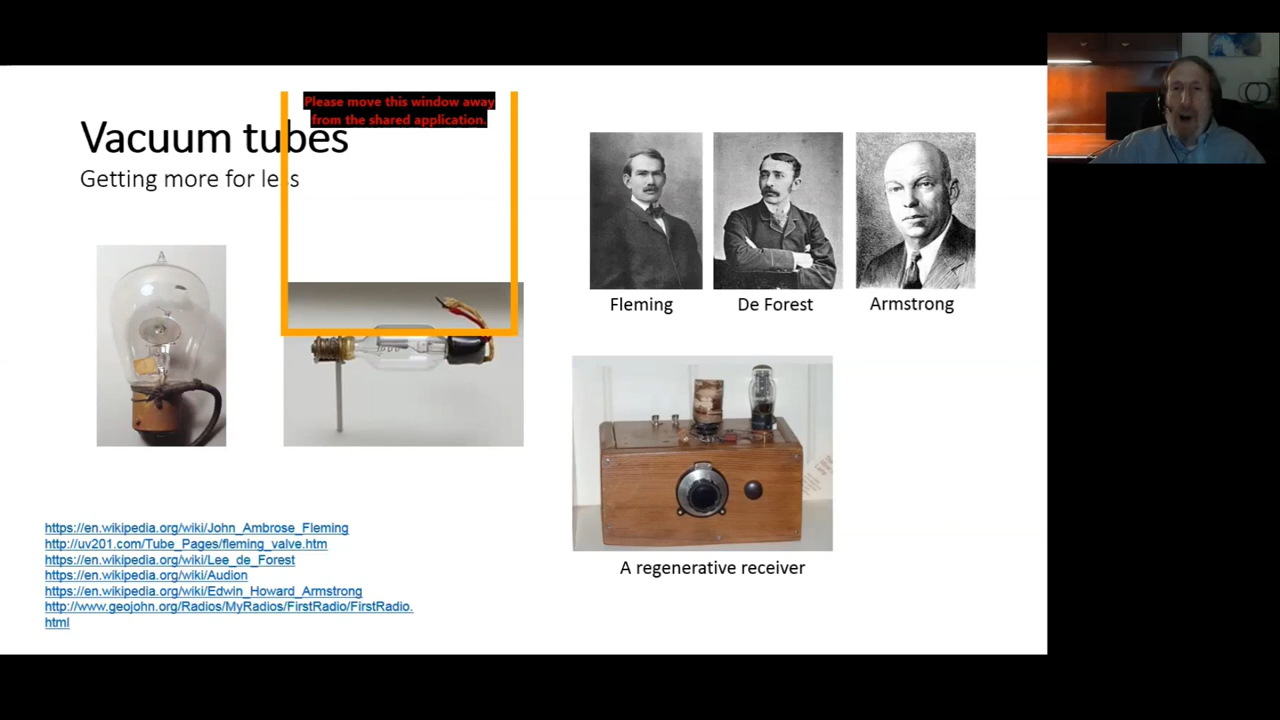 Please move this window away
from the shared application.
Vacuum tubes
Getting more for less
Fleming
De Forest
Armstrong
A regenerative receiver
https://en.wikipedia.org/wiki/John_Ambrose_Fleming
http://uv201.com/Tube_Pages/fleming_valve.htm
https://en.wikipedia.org/wiki/Lee_de_Forest
https://en.wikipedia.org/wiki/Audion
https://en.wikipedia.org/wiki/Edwin_Howard_Armstrong
http://www.geojohn.org/Radios/MyRadios/FirstRadio/FirstRadio.
html